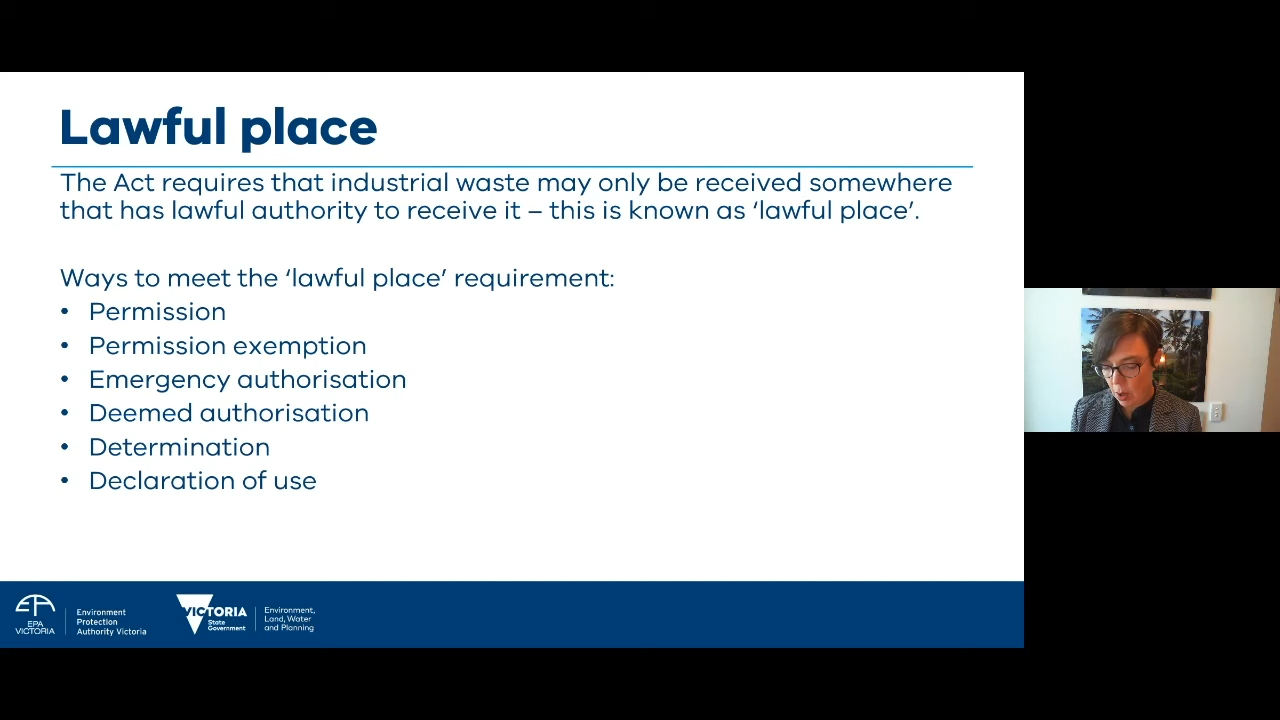 Lawful place
The Act requires that industrial waste may only be received somewhere
that has lawful authority to receive it – this is known as ‘lawful place’.
Ways to meet the ‘lawful place’ requirement:
• Permission
• Permission exemption
• Emergency authorisation
• Deemed authorisation
• Determination
• Declaration of use
EPA
VICTORIA
Environment
Protection
Authority Victoria
VICTORIA
State
Government
Environment,
Land, Water
and Planning